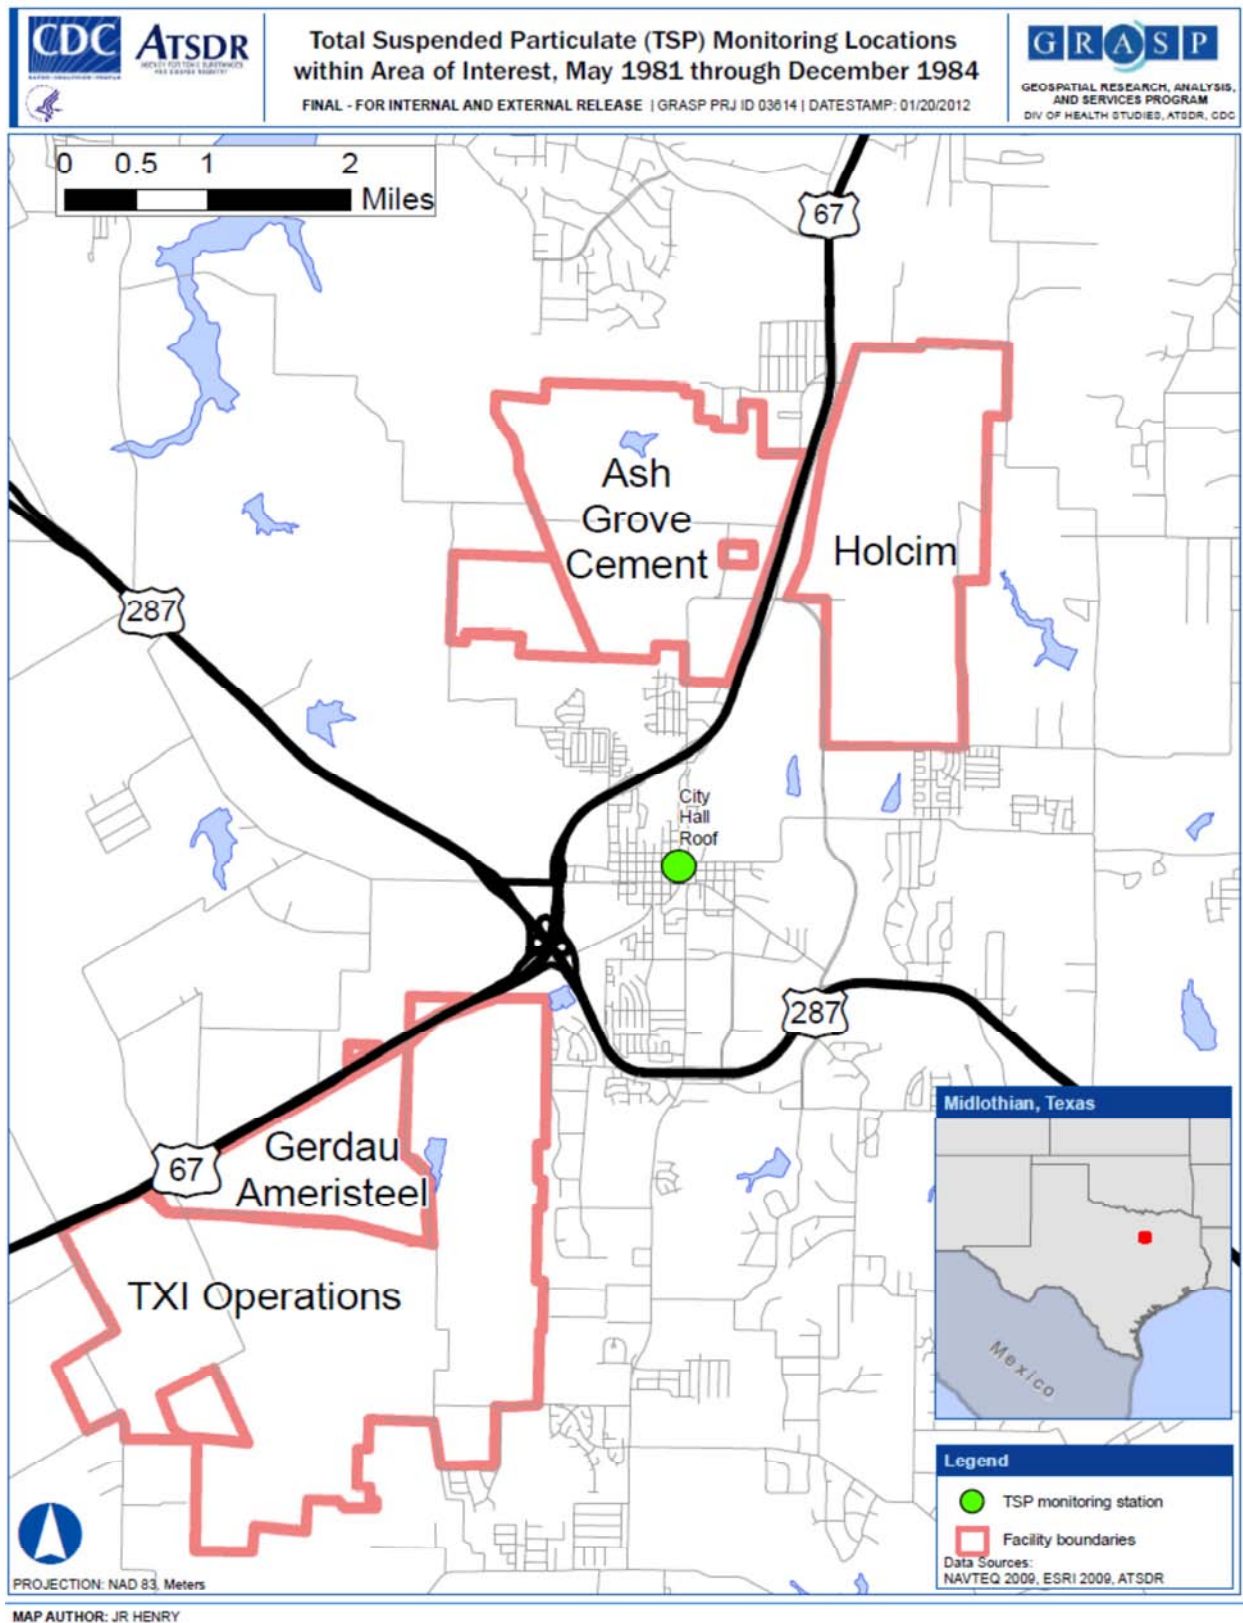 CDC
ATSDR
Total Suspended Particulate (TSP) Monitoring Locations
within Area of Interest, May 1981 through December 1984
FINAL - FOR INTERNAL AND EXTERNAL RELEASE | GRASP PRJ ID 03614 | DATESTAMP: 01/20/2012
GRASP
GEOSPATIAL RESEARCH, ANALYSIS,
AND SERVICES PROGRAM
DIV OF HEALTH STUDIES, ATSDR, CDC
0 0.5 1 2
Miles
67
Ash
Grove
Cement
Holcim
287
City
Hall
Roof
287
Gerdau
Ameristeel
67
TXI Operations
Midlothian, Texas
Mexico
Legend
TSP monitoring station
Facility boundaries
Data Sources:
NAVTEQ 2009, ESRI 2009, ATSDR
PROJECTION: NAD 83, Meters
MAP AUTHOR: JR HENRY